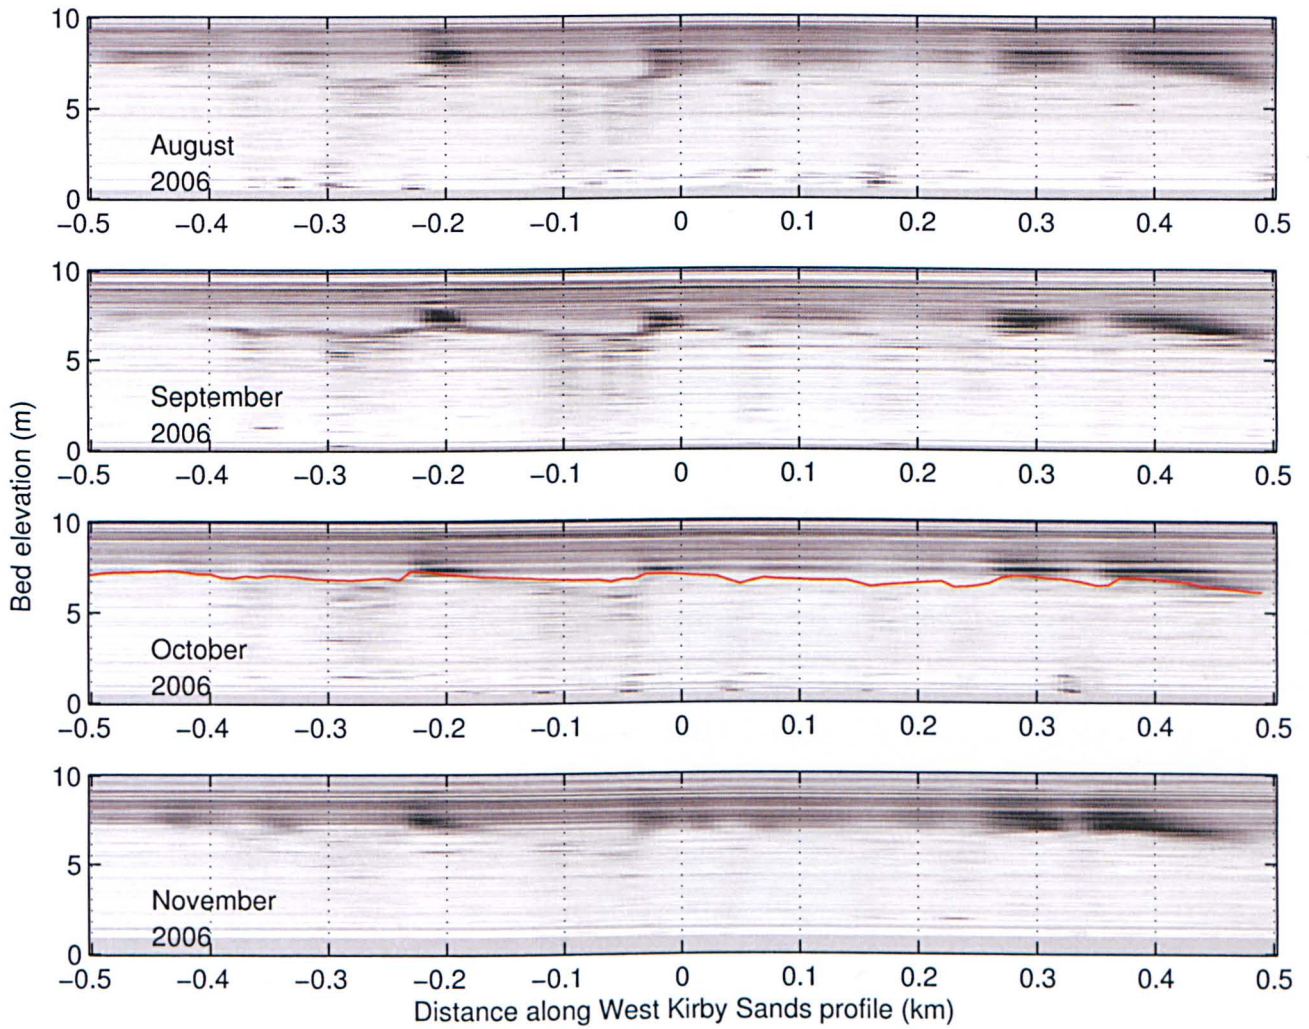 10
5
0
August
2006
−0.5 −0.4 −0.3 −0.2 −0.1 0 0.1 0.2 0.3 0.4 0.5
10
5
0
September
2006
−0.5 −0.4 −0.3 −0.2 −0.1 0 0.1 0.2 0.3 0.4 0.5
Bed elevation (m)
10
5
0
October
2006
−0.5 −0.4 −0.3 −0.2 −0.1 0 0.1 0.2 0.3 0.4 0.5
10
5
0
November
2006
−0.5 −0.4 −0.3 −0.2 −0.1 0 0.1 0.2 0.3 0.4 0.5
Distance along West Kirby Sands profile (km)